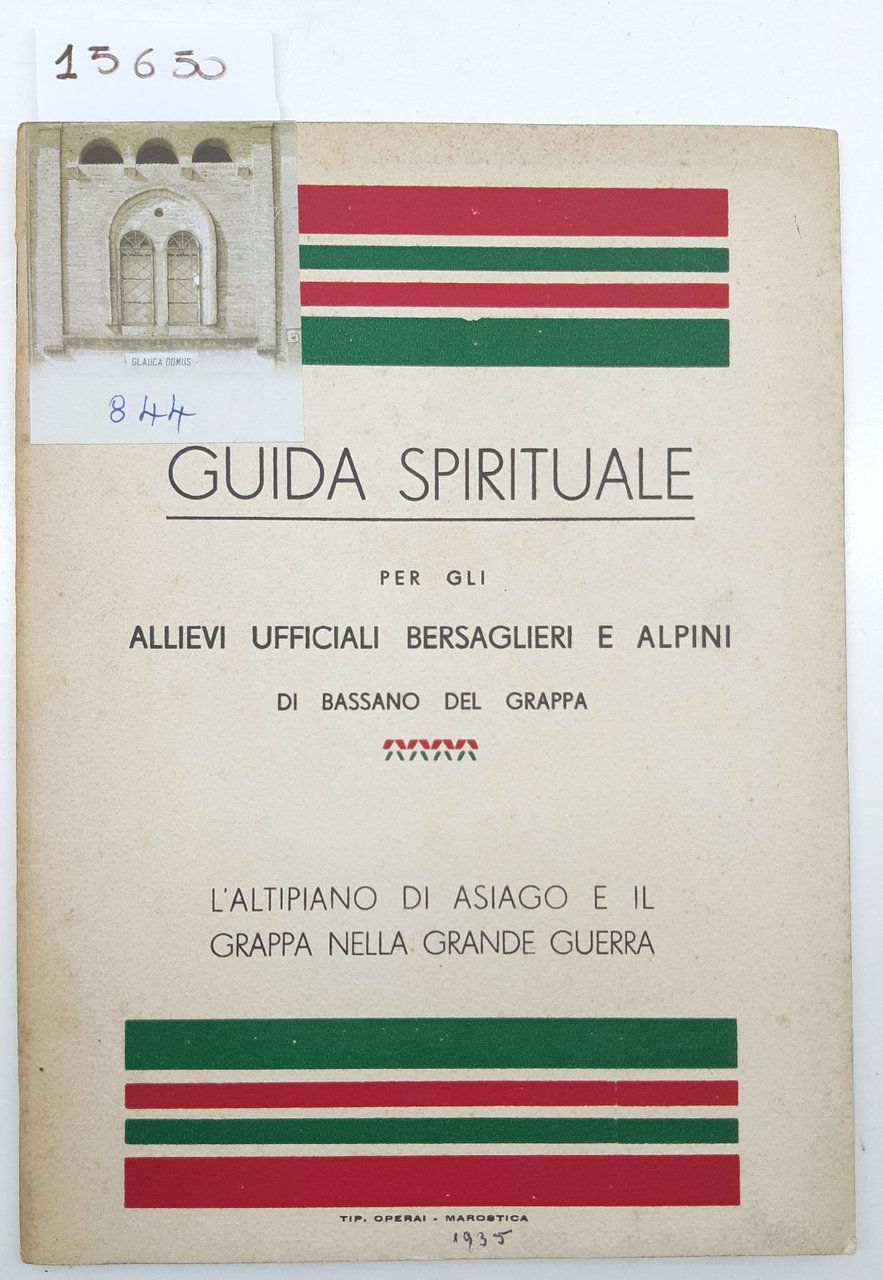 15650
GLAUCA DOMUS
844
GUIDA SPIRITUALE
PER GLI
ALLIEVI UFFICIALI BERSAGLIERI E ALPINI
DI BASSANO DEL GRAPPA
L'ALTIPIANO DI ASIAGO E IL
GRAPPA NELLA GRANDE GUERRA
TIP. OPERAI - MAROSTICA
1935